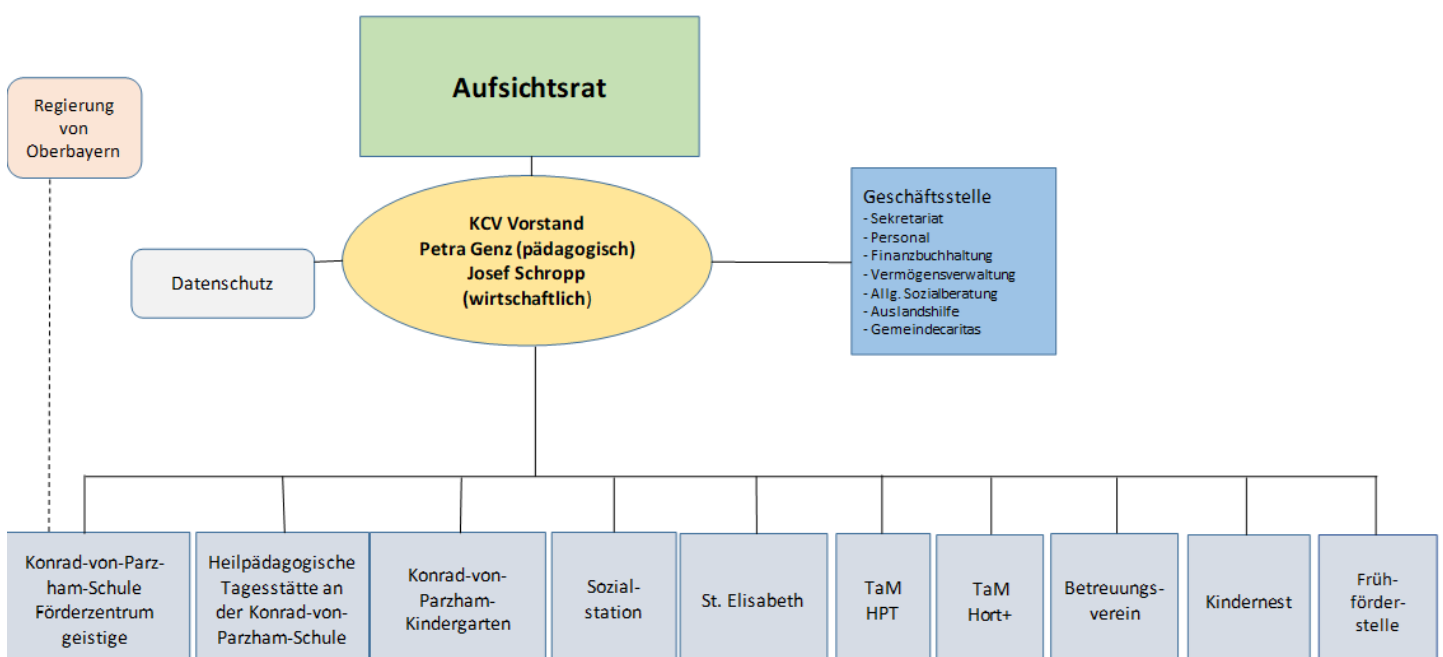 Aufsichtsrat
Regierung
von
Oberbayern
KCV Vorstand
Petra Genz (pädagogisch)
Josef Schropp
(wirtschaftlich)
Datenschutz
Geschäftsstelle
- Sekretariat
- Personal
- Finanzbuchhaltung
- Vermögensverwaltung
- Allg. Sozialberatung
- Auslandshilfe
- Gemeindecaritas
Konrad-von-Parz-
ham-Schule
Förderzentrum
geistige
Heilpädagogische
Tagesstätte an
der Konrad-von-
Parzham-Schule
Konrad-von-
Parzham-
Kindergarten
Sozial-
station
St. Elisabeth
TaM
HPT
TaM
Hort+
Betreuungs-
verein
Kindernest
Früh-
förder-
stelle